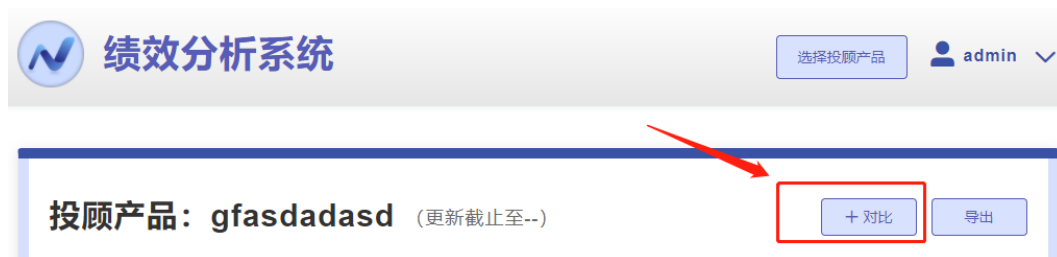 绩效分析系统
选择投顾产品
admin
投顾产品：gfasdadasd （更新截止至--）
+ 对比
导出